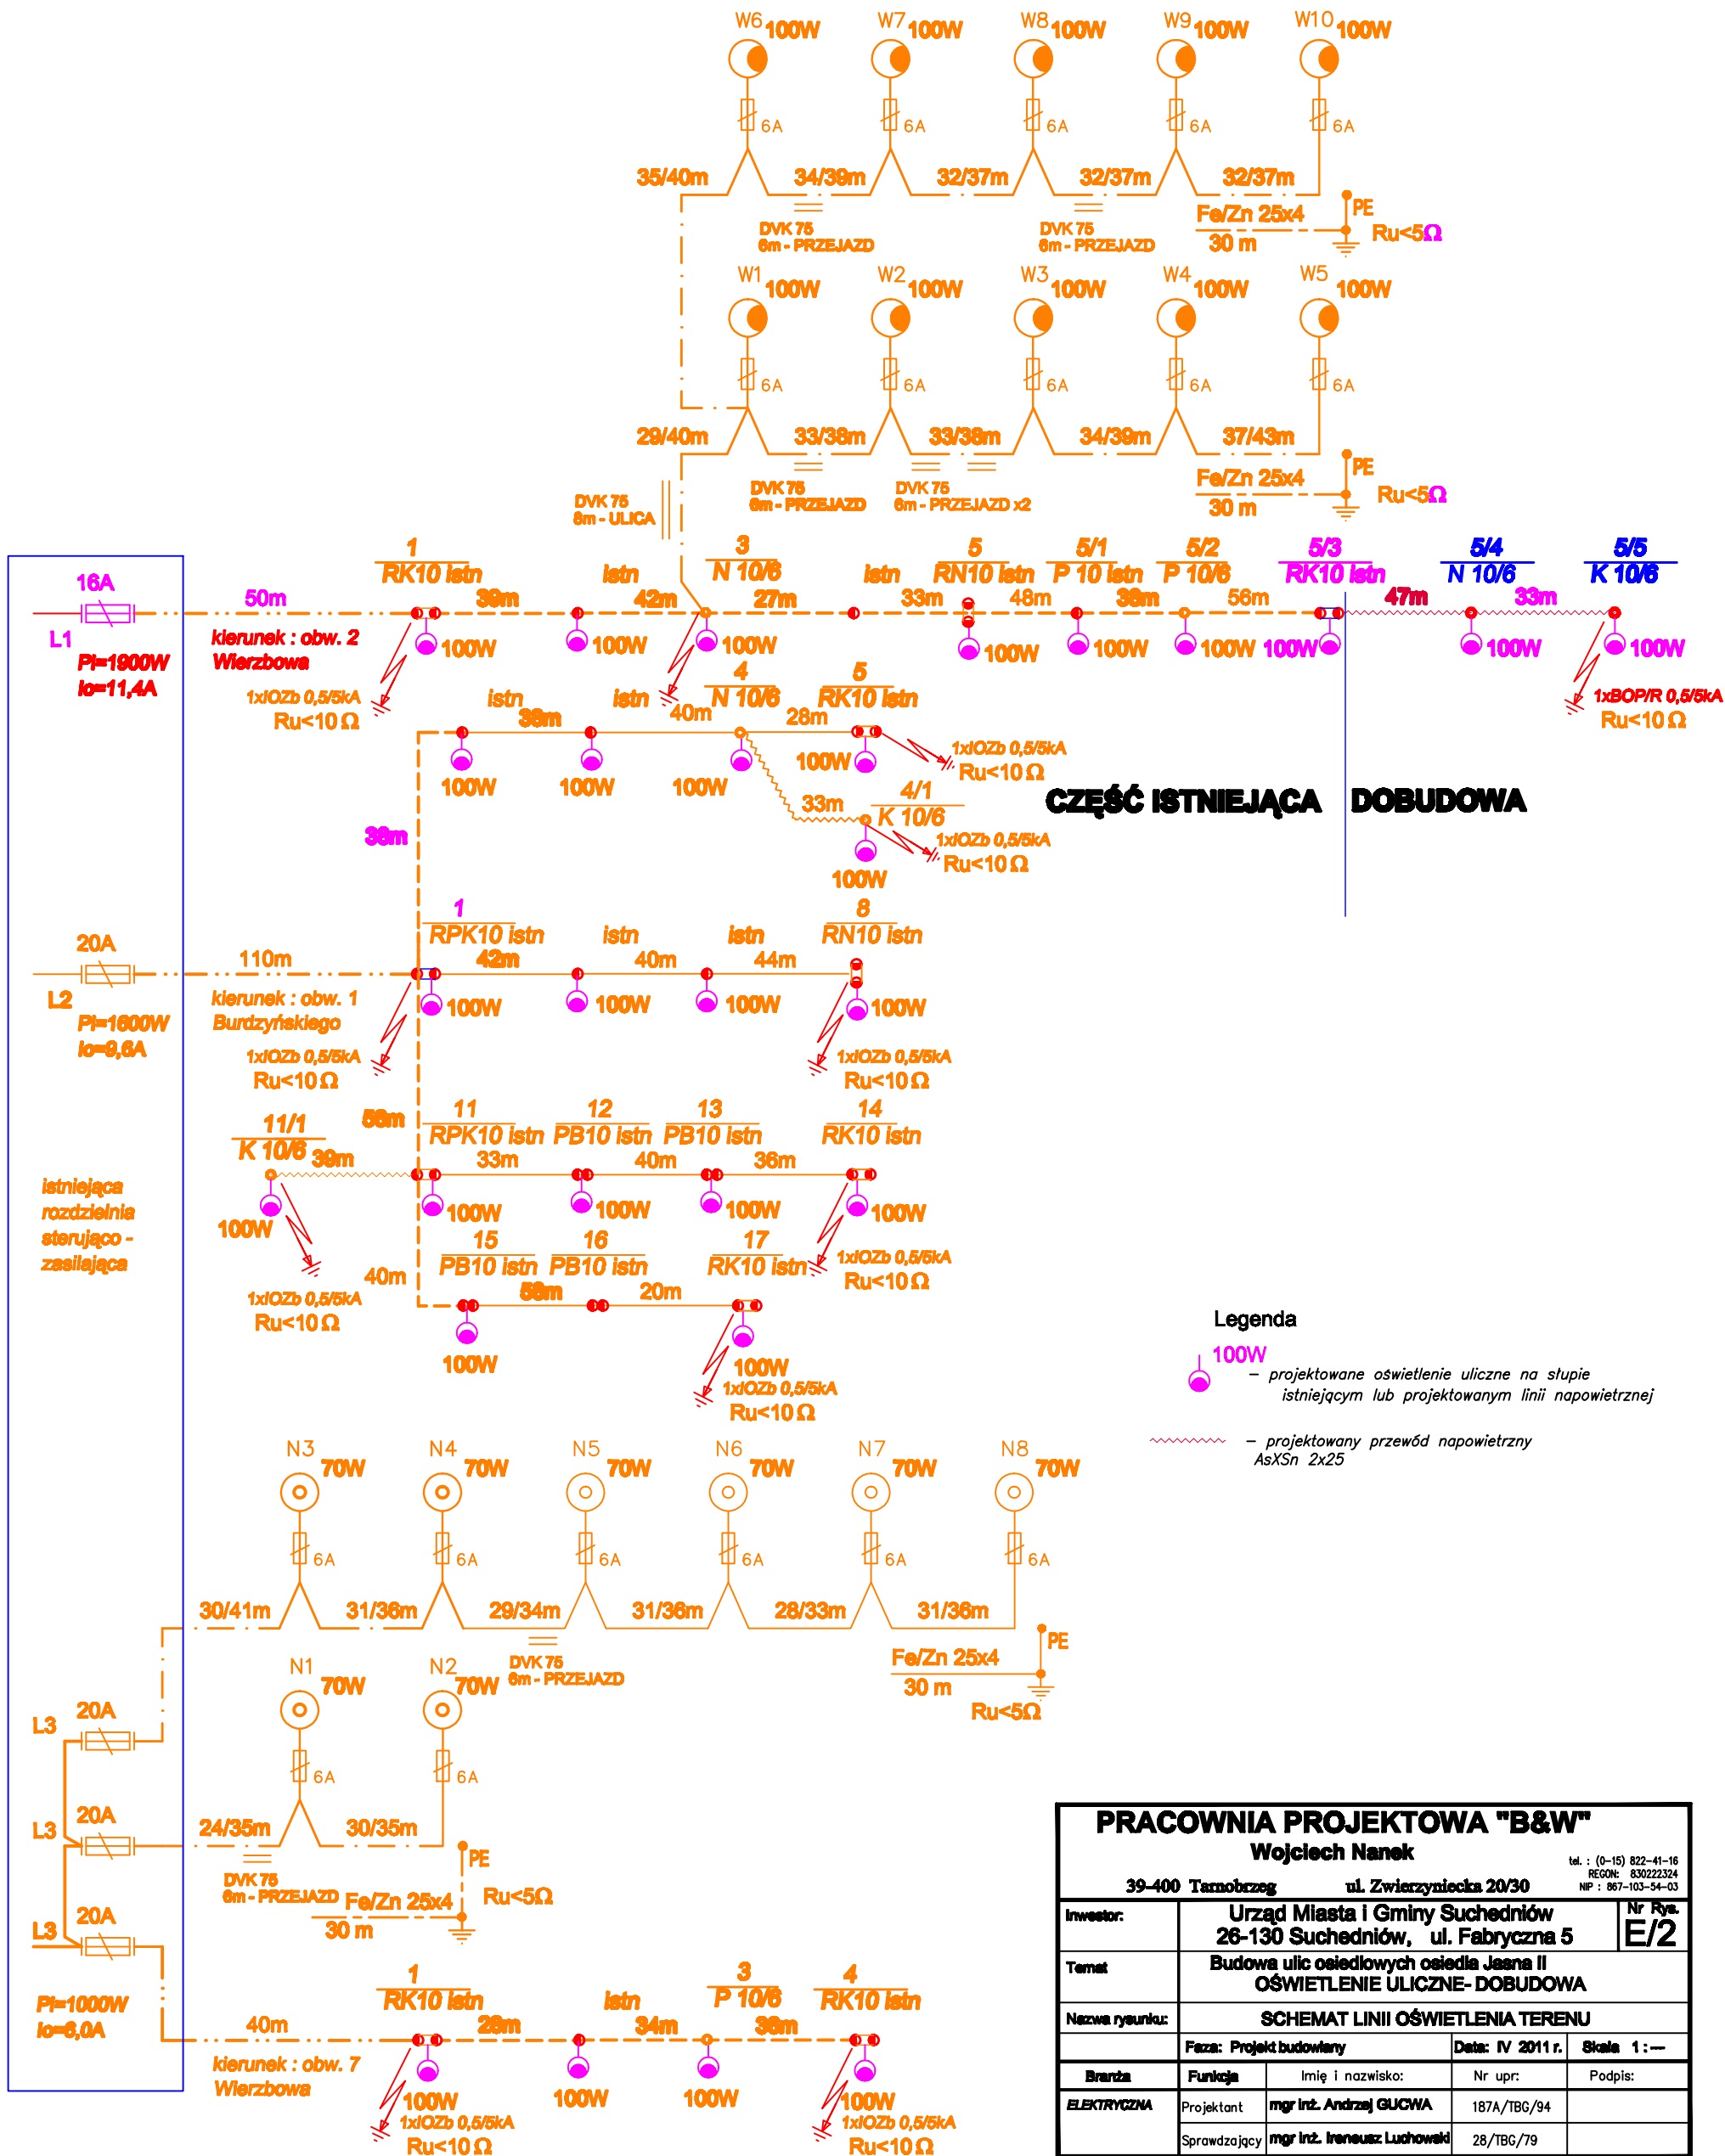 W6 100W W7 100W W8 100W W9 100W W10 100W
6A 6A 6A 6A 6A
35/40m 34/39m 32/37m 32/37m 32/37m
DVK 75
6m - PRZEJAZD
DVK 75
6m - PRZEJAZD
Fe/Zn 25x4
30 m
PE
Ru<5Ω
W1 100W W2 100W W3 100W W4 100W W5 100W
6A 6A 6A 6A 6A
29/40m 33/38m 33/38m 34/39m 37/43m
DVK 75
8m - ULICA
DVK 75
6m - PRZEJAZD
DVK 75
6m - PRZEJAZD x2
Fe/Zn 25x4
30 m
PE
Ru<5Ω
16A
L1
Pi=1900W
Io=11,4A
50m
kierunek : obw. 2
Wierzbowa
1
RK10 istn
istn
3
N 10/6
istn
5
RN10 istn
5/1
P 10 istn
5/2
P 10/6
5/3
RK10 istn
5/4
N 10/6
5/5
K 10/6
39m 42m 27m 33m 48m 38m 56m 47m 33m
100W 100W 100W 100W 100W 100W 100W 100W 100W
1xIOZb 0,5/5kA
Ru<10 Ω
1xBOP/R 0,5/5kA
Ru<10 Ω
istn
istn
4
N 10/6
5
RK10 istn
38m 40m 28m
100W 100W 100W 100W
1xIOZb 0,5/5kA
Ru<10 Ω
33m
4/1
K 10/6
1xIOZb 0,5/5kA
Ru<10 Ω
100W
CZĘŚĆ ISTNIEJĄCA DOBUDOWA
38m
20A
L2
Pi=1600W
Io=9,6A
110m
kierunek : obw. 1
Burdzyńskiego
1
RPK10 istn
istn
istn
8
RN10 istn
42m 40m 44m
100W 100W 100W 100W
1xIOZb 0,5/5kA
Ru<10 Ω
1xIOZb 0,5/5kA
Ru<10 Ω
56m
11/1
K 10/6
39m
11
RPK10 istn
12
PB10 istn
13
PB10 istn
14
RK10 istn
33m 40m 36m
100W 100W 100W 100W 100W
istniejąca
rozdzielnia
sterująco -
zasilająca
1xIOZb 0,5/5kA
Ru<10 Ω
1xIOZb 0,5/5kA
Ru<10 Ω
40m
15
PB10 istn
16
PB10 istn
17
RK10 istn
58m 20m
100W 100W
1xIOZb 0,5/5kA
Ru<10 Ω
Legenda
100W
– projektowane oświetlenie uliczne na słupie
istniejącym lub projektowanym linii napowietrznej
– projektowany przewód napowietrzny
AsXSn 2x25
N3 70W N4 70W N5 70W N6 70W N7 70W N8 70W
6A 6A 6A 6A 6A 6A
30/41m 31/36m 29/34m 31/36m 28/33m 31/36m
DVK 75
6m - PRZEJAZD
Fe/Zn 25x4
30 m
PE
Ru<5Ω
N1 70W N2 70W
6A 6A
L3 20A
L3 20A
24/35m 30/35m
DVK 75
6m - PRZEJAZD
Fe/Zn 25x4
30 m
PE
Ru<5Ω
L3 20A
Pi=1000W
Io=6,0A
40m
kierunek : obw. 7
Wierzbowa
1
RK10 istn
istn
3
P 10/6
4
RK10 istn
34m
100W 100W 100W 100W
1xIOZb 0,5/5kA
Ru<10 Ω
1xIOZb 0,5/5kA
Ru<10 Ω
PRACOWNIA PROJEKTOWA "B&W"
Wojciech Nanek
39-400 Tarnobrzeg ul. Zwierzyniecka 20/30
tel. : (0-15) 822-41-16
REGON: 830222324
NIP : 867-103-54-03
Inwestor: Urząd Miasta i Gminy Suchedniów
26-130 Suchedniów, ul. Fabryczna 5
Nr Rys.
E/2
Temat Budowa ulic osiedlowych osiedla Jasna II
OŚWIETLENIE ULICZNE- DOBUDOWA
Nazwa rysunku: SCHEMAT LINII OŚWIETLENIA TERENU
Faza: Projekt budowlany Data: IV 2011 r. Skala 1 : ---
Branża Funkcja Imię i nazwisko: Nr upr: Podpis:
ELEKTRYCZNA Projektant mgr inż. Andrzej GUCWA 187A/TBG/94
Sprawdzający mgr inż. Ireneusz Luchowski 28/TBG/79